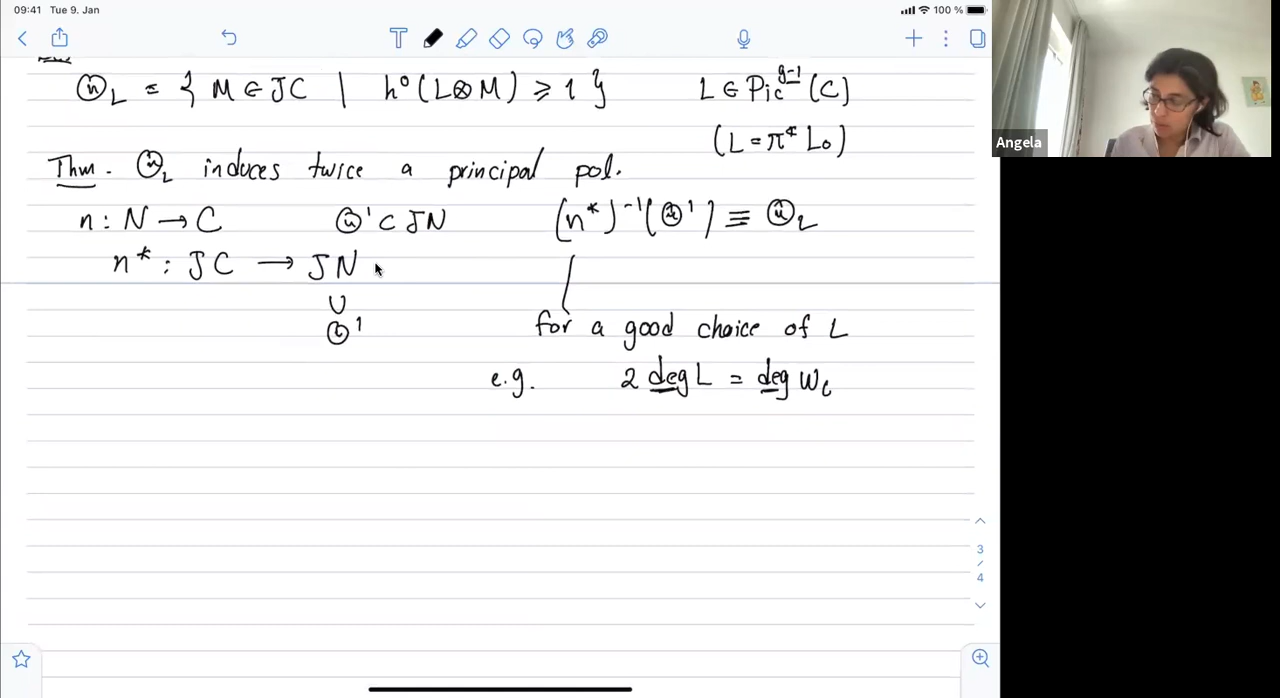 09:41 Tue 9. Jan 100 %
Θ_L = { M ∈ JC | h⁰(L⊗M) ≥ 1 } L ∈ Pic^{g-1}(C)
(L = π* L₀)
Thm. Θ_L induces twice a principal pol.
n : N → C Θ' ⊂ JN (n*)⁻¹(Θ') ≡ Θ_L
n* : JC → JN
∪
Θ'
for a good choice of L
e.g. 2 deg L = deg ω_C
3
/
4
Angela